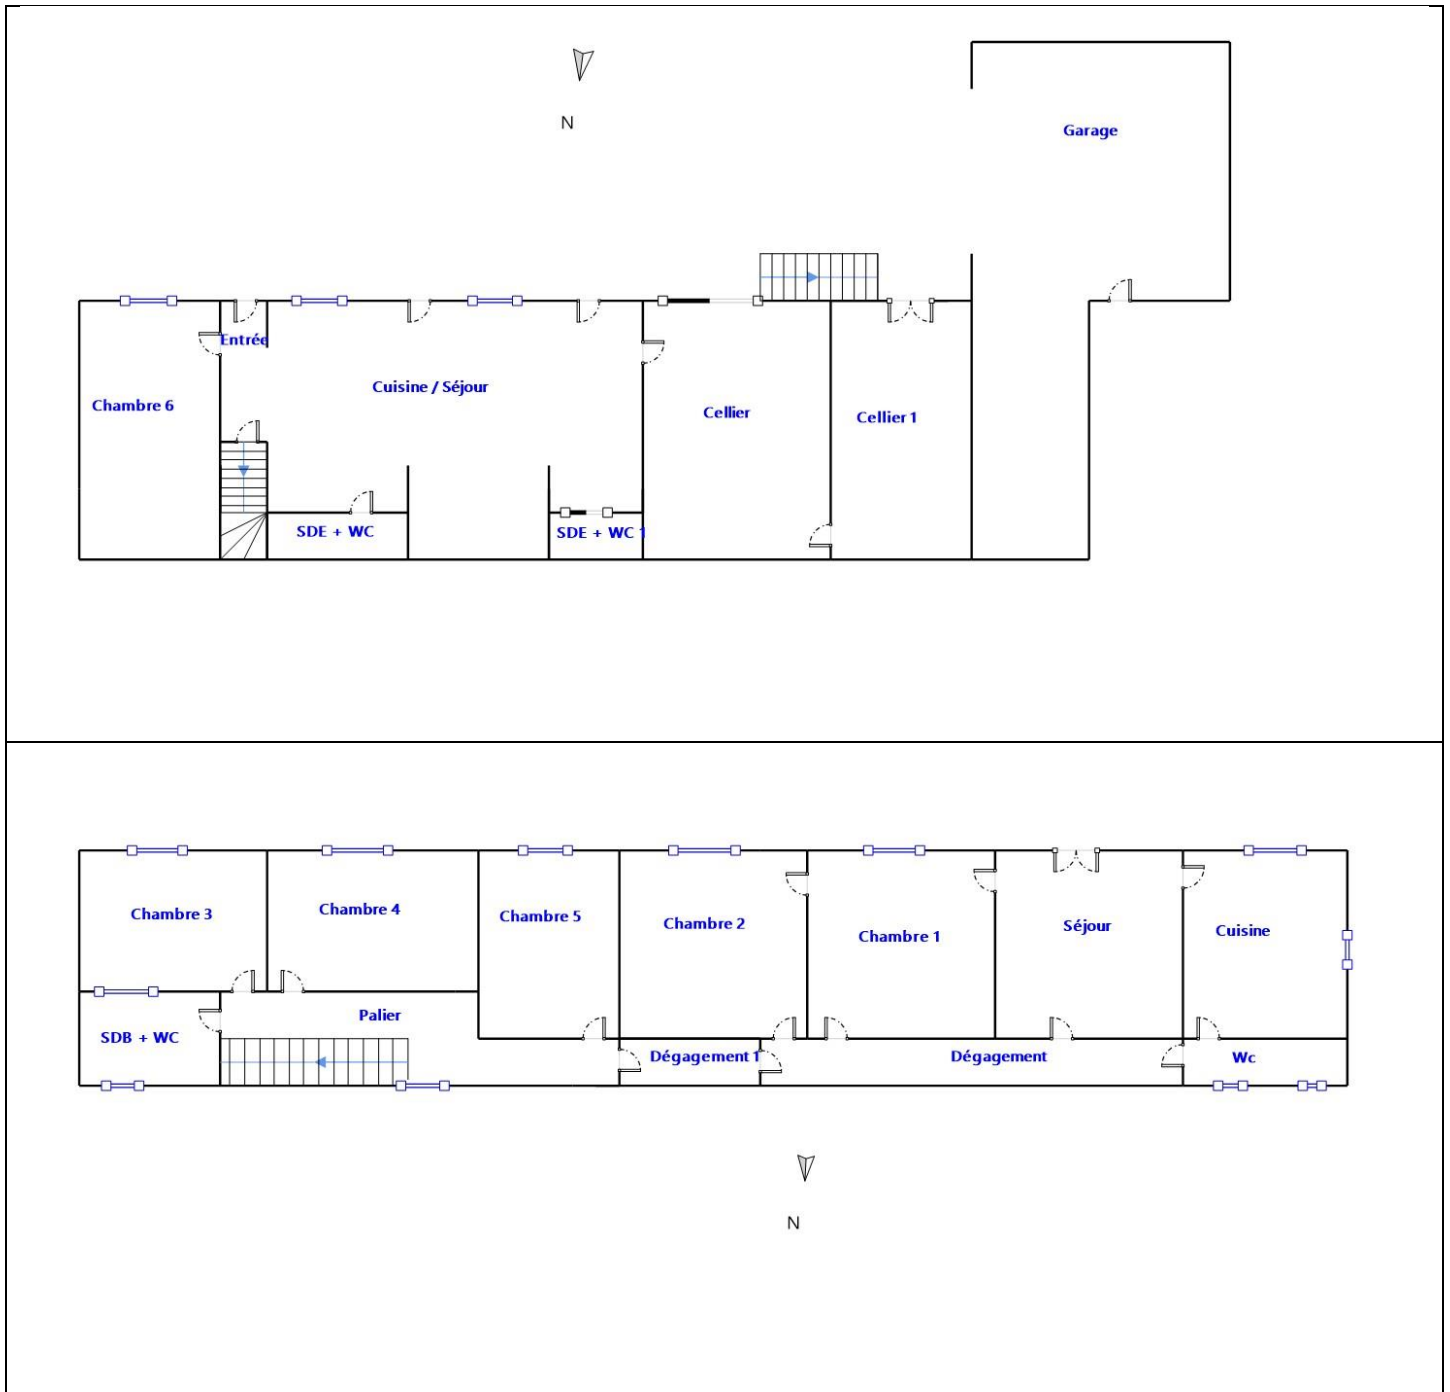 N
Garage
Entrée
Cuisine / Séjour
Chambre 6
Cellier
Cellier 1
SDE + WC
SDE + WC 1
Chambre 3
Chambre 4
Chambre 5
Chambre 2
Chambre 1
Séjour
Cuisine
Palier
SDB + WC
Dégagement 1
Dégagement
Wc
N